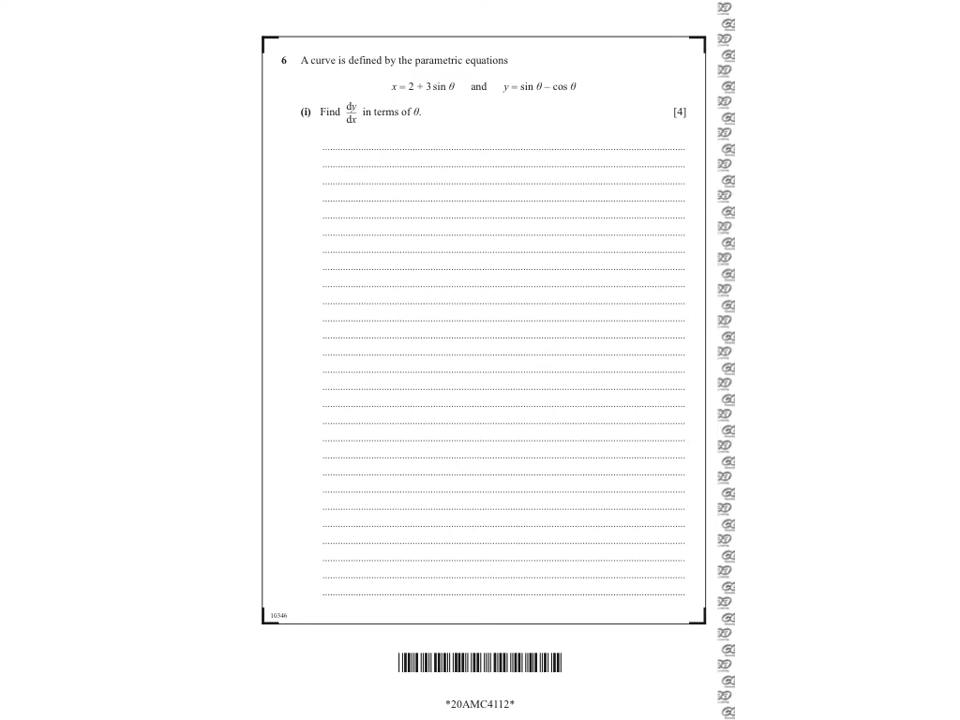 6 A curve is defined by the parametric equations
x = 2 + 3 sin θ and y = sin θ – cos θ
(i) Find dy/dx in terms of θ. [4]
10346
*20AMC4112*